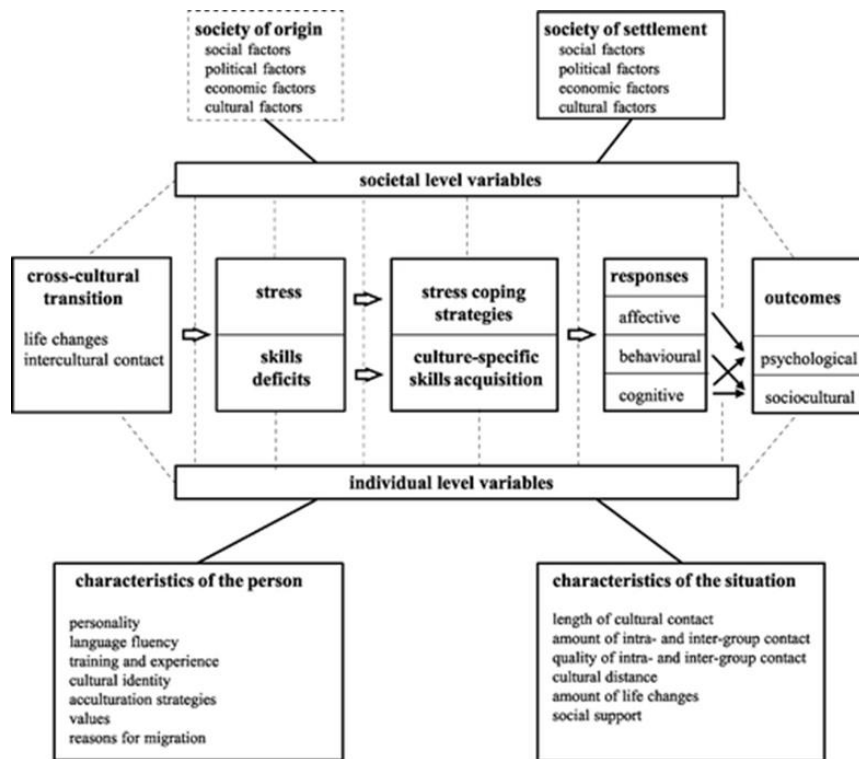 society of origin
social factors
political factors
economic factors
cultural factors
society of settlement
social factors
political factors
economic factors
cultural factors
societal level variables
cross-cultural
transition
life changes
intercultural contact
stress
skills
deficits
stress coping
strategies
culture-specific
skills acquisition
responses
affective
behavioural
cognitive
outcomes
psychological
sociocultural
individual level variables
characteristics of the person
personality
language fluency
training and experience
cultural identity
acculturation strategies
values
reasons for migration
characteristics of the situation
length of cultural contact
amount of intra- and inter-group contact
quality of intra- and inter-group contact
cultural distance
amount of life changes
social support